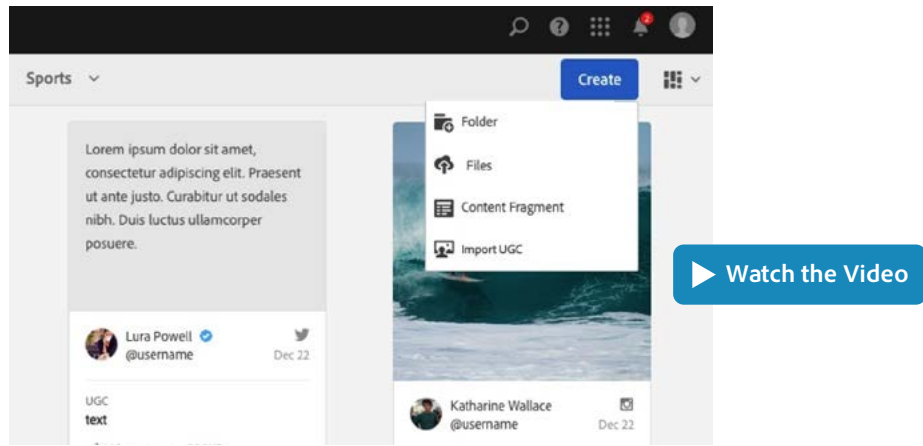 2
Sports
Create
Folder
Files
Content Fragment
Import UGC
Lorem ipsum dolor sit amet,
consectetur adipiscing elit. Praesent
ut ante justo. Curabitur ut sodales
nibh. Duis luctus ullamcorper
posuere.
Lura Powell
@username
Dec 22
UGC
text
Katharine Wallace
@username
Dec 22
Watch the Video